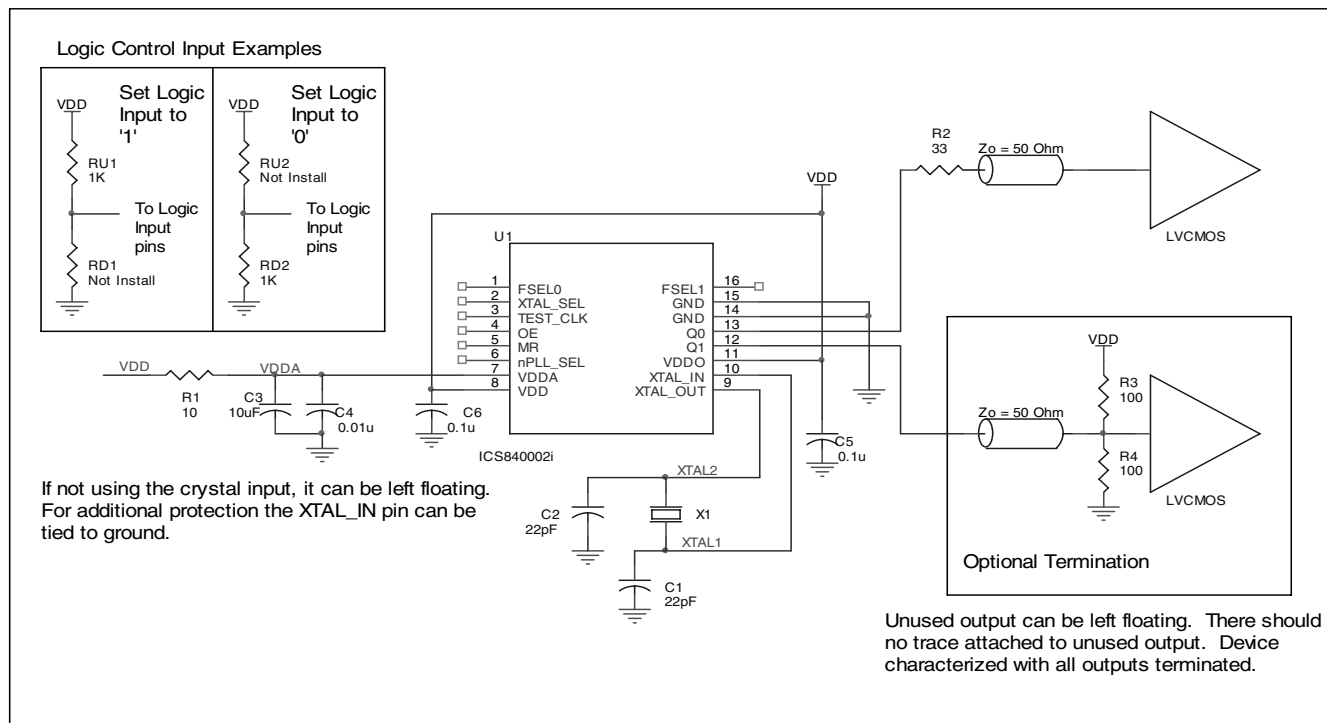 Logic Control Input Examples
VDD
Set Logic
Input to
'1'
RU1
1K
To Logic
Input
pins
RD1
Not Install
VDD
Set Logic
Input to
'0'
RU2
Not Install
To Logic
Input
pins
RD2
1K
VDD
R1
10
VDDA
C3
10uF
C4
0.01u
C6
0.1u
U1
1
FSEL0
2
XTAL_SEL
3
TEST_CLK
4
OE
5
MR
6
nPLL_SEL
7
VDDA
8
VDD
FSEL1
16
GND
15
GND
14
Q0
13
Q1
12
VDDO
11
XTAL_IN
10
XTAL_OUT
9
ICS840002i
VDD
C5
0.1u
XTAL2
C2
22pF
X1
XTAL1
C1
22pF
R2
33
Zo = 50 Ohm
LVCMOS
VDD
R3
100
Zo = 50 Ohm
R4
100
LVCMOS
Optional Termination
If not using the crystal input, it can be left floating.
For additional protection the XTAL_IN pin can be
tied to ground.
Unused output can be left floating. There should
no trace attached to unused output. Device
characterized with all outputs terminated.